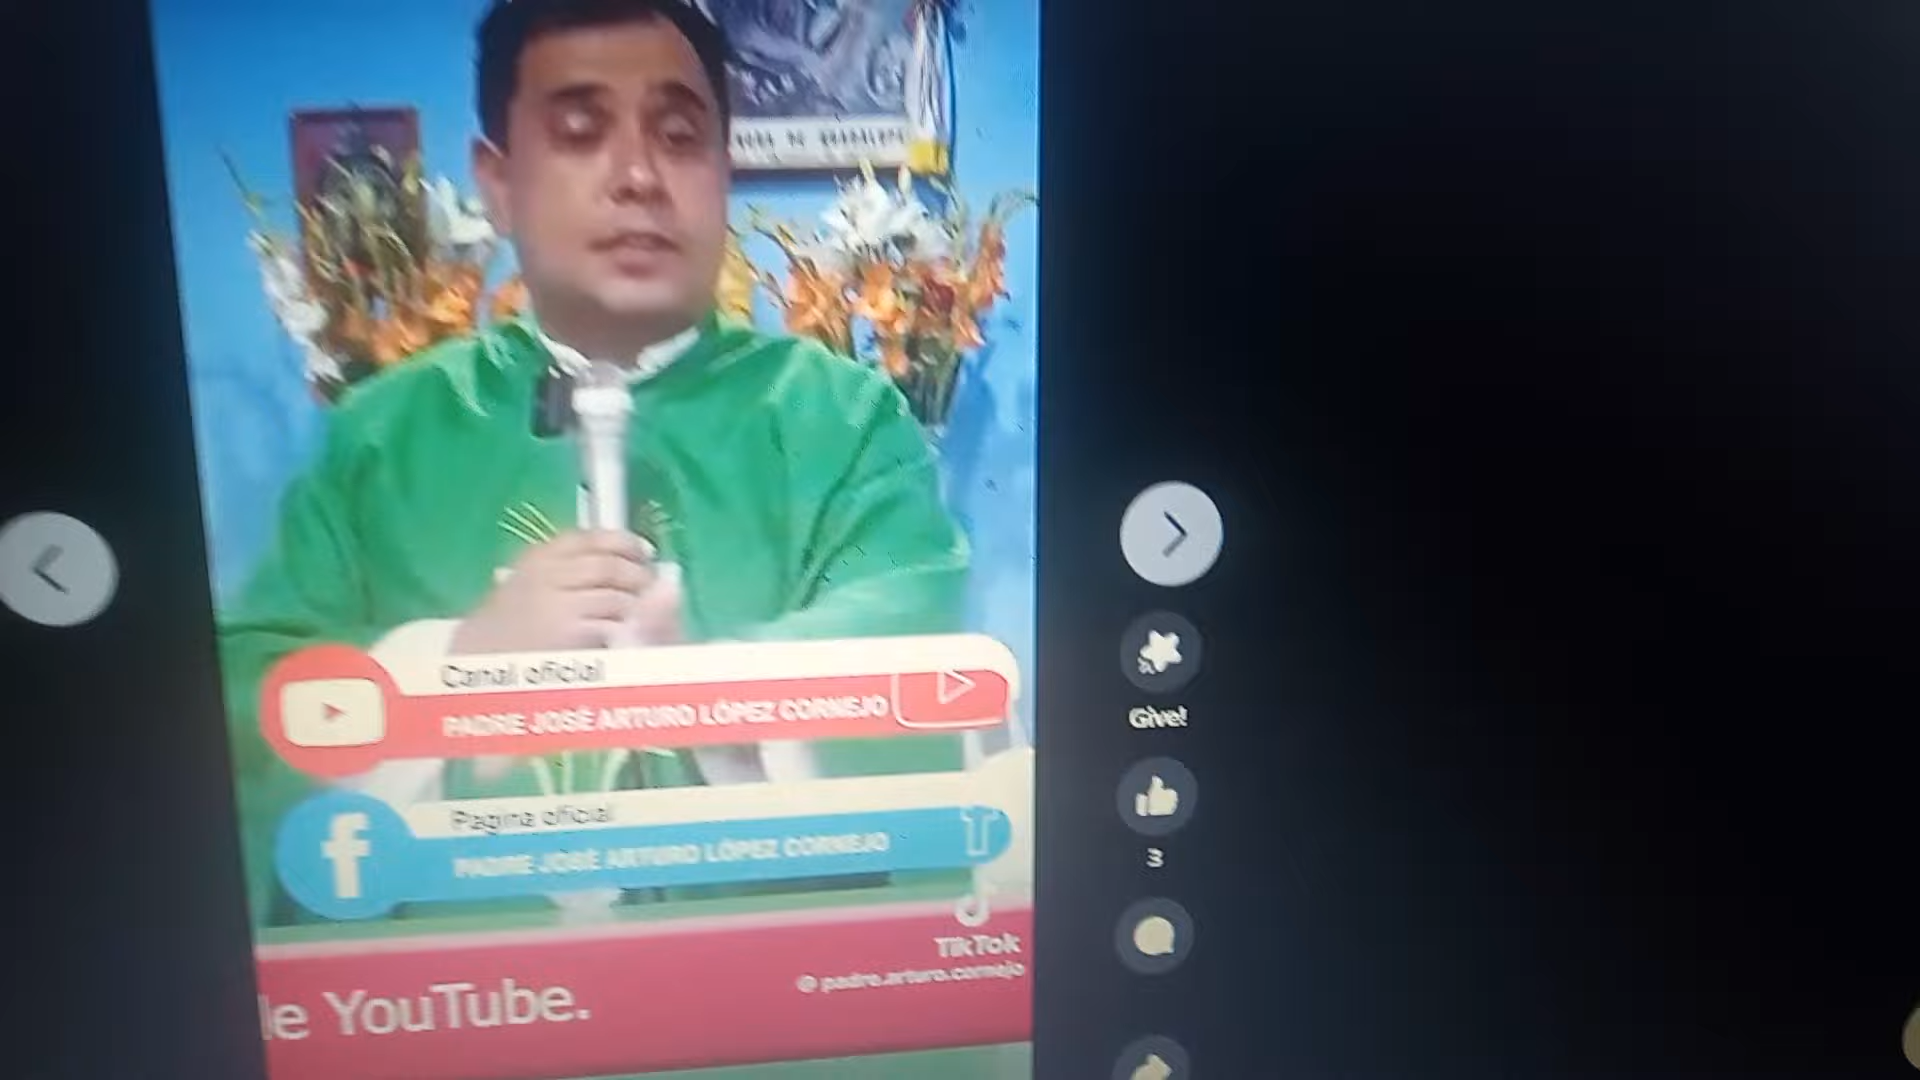 Canal oficial
PADRE JOSÉ ARTURO LÓPEZ CORNEJO
Pagina oficial
PADRE JOSÉ ARTURO LÓPEZ CORNEJO
TikTok
@padre.arturo.cornejo
le YouTube.
Give!
3